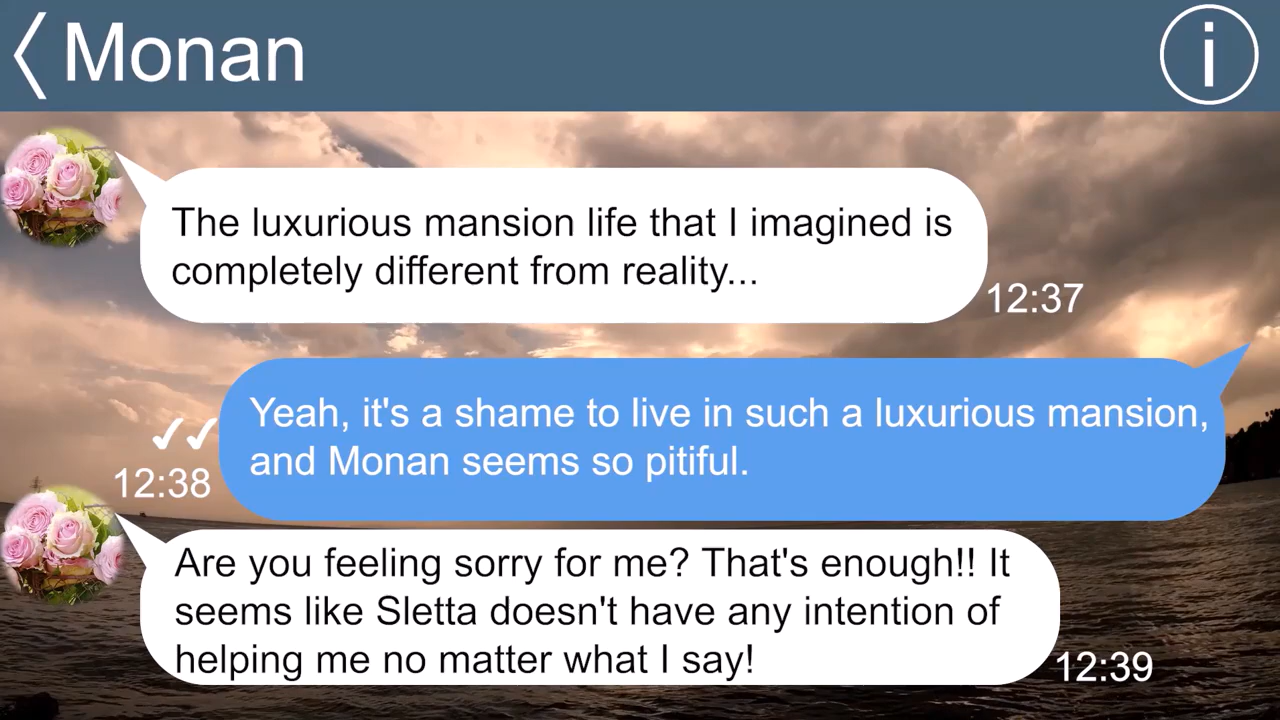 Monan
i
The luxurious mansion life that I imagined is
completely different from reality...
12:37
Yeah, it's a shame to live in such a luxurious mansion,
and Monan seems so pitiful.
12:38
Are you feeling sorry for me? That's enough!! It
seems like Sletta doesn't have any intention of
helping me no matter what I say!
12:39